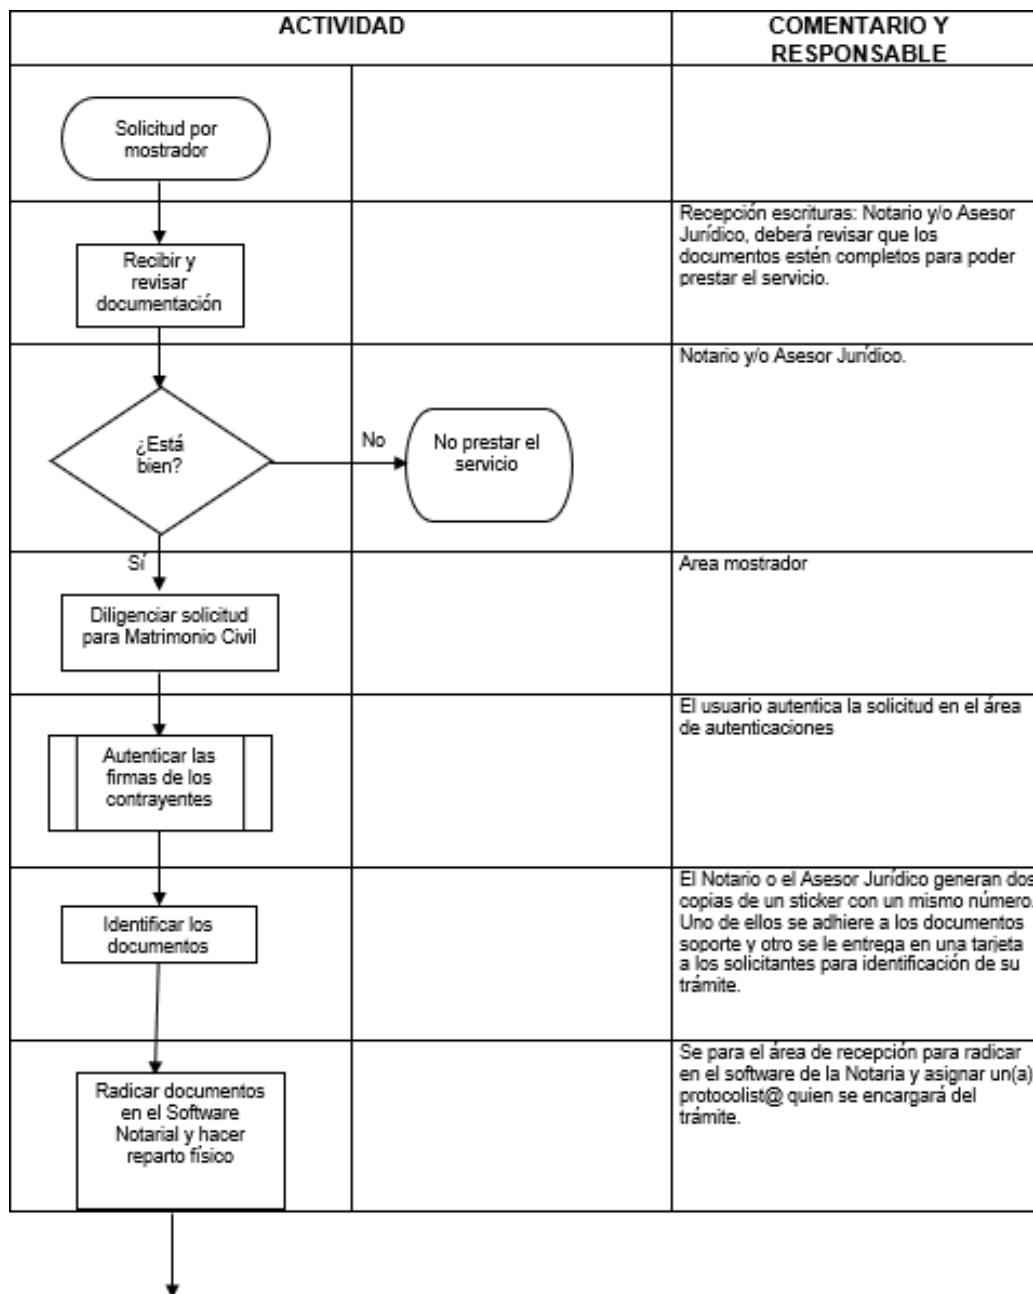 ACTIVIDAD
COMENTARIO Y
RESPONSABLE
Solicitud por
mostrador
Recibir y
revisar
documentación
Recepción escrituras: Notario y/o Asesor
Jurídico, deberá revisar que los
documentos estén completos para poder
prestar el servicio.
¿Está
bien?
No
No prestar el
servicio
Notario y/o Asesor Jurídico.
Sí
Diligenciar solicitud
para Matrimonio Civil
Area mostrador
Autenticar las
firmas de los
contrayentes
El usuario autentica la solicitud en el área
de autenticaciones
Identificar los
documentos
El Notario o el Asesor Jurídico generan dos
copias de un sticker con un mismo número.
Uno de ellos se adhiere a los documentos
soporte y otro se le entrega en una tarjeta
a los solicitantes para identificación de su
trámite.
Radicar documentos
en el Software
Notarial y hacer
reparto físico
Se para el área de recepción para radicar
en el software de la Notaria y asignar un(a)
protocolist@ quien se encargará del
trámite.